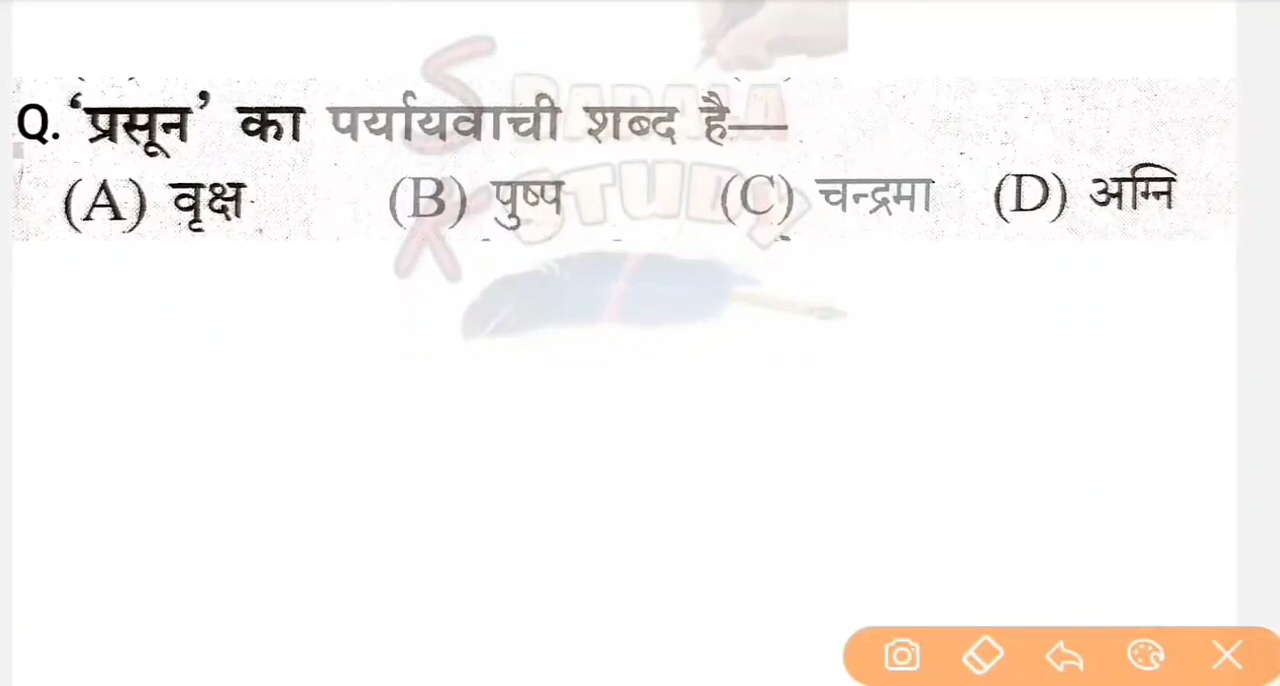 Q. ‘प्रसून’ का पर्यायवाची शब्द है—
(A) वृक्ष (B) पुष्प (C) चन्द्रमा (D) अग्नि